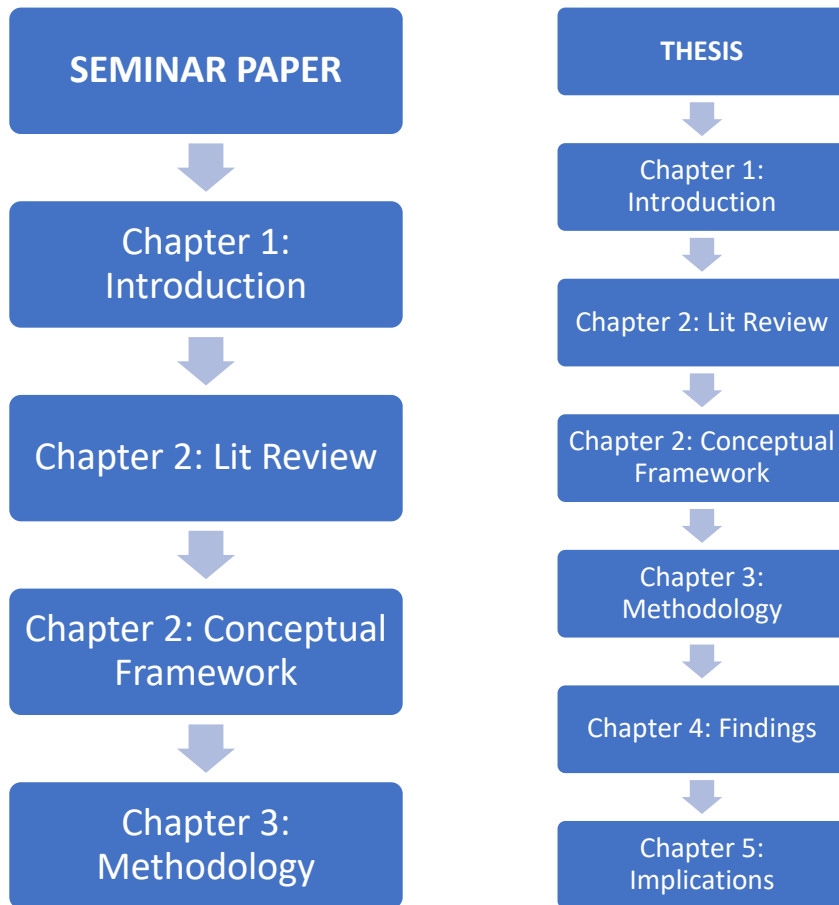 SEMINAR PAPER
Chapter 1:
Introduction
Chapter 2: Lit Review
Chapter 2: Conceptual
Framework
Chapter 3:
Methodology
THESIS
Chapter 1:
Introduction
Chapter 2: Lit Review
Chapter 2: Conceptual
Framework
Chapter 3:
Methodology
Chapter 4: Findings
Chapter 5:
Implications